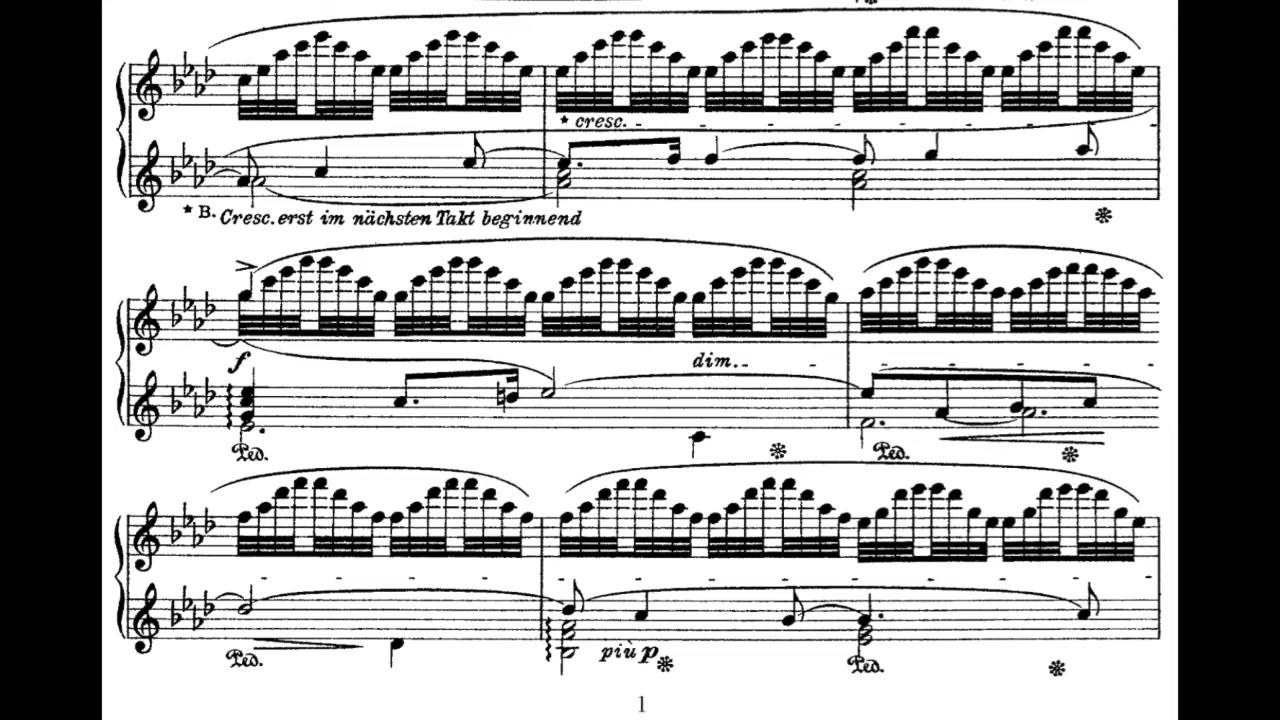 * cresc.
* B. Cresc. erst im nächsten Takt beginnend
f
dim.
Ped.
Ped.
più p
Ped.
Ped.
1